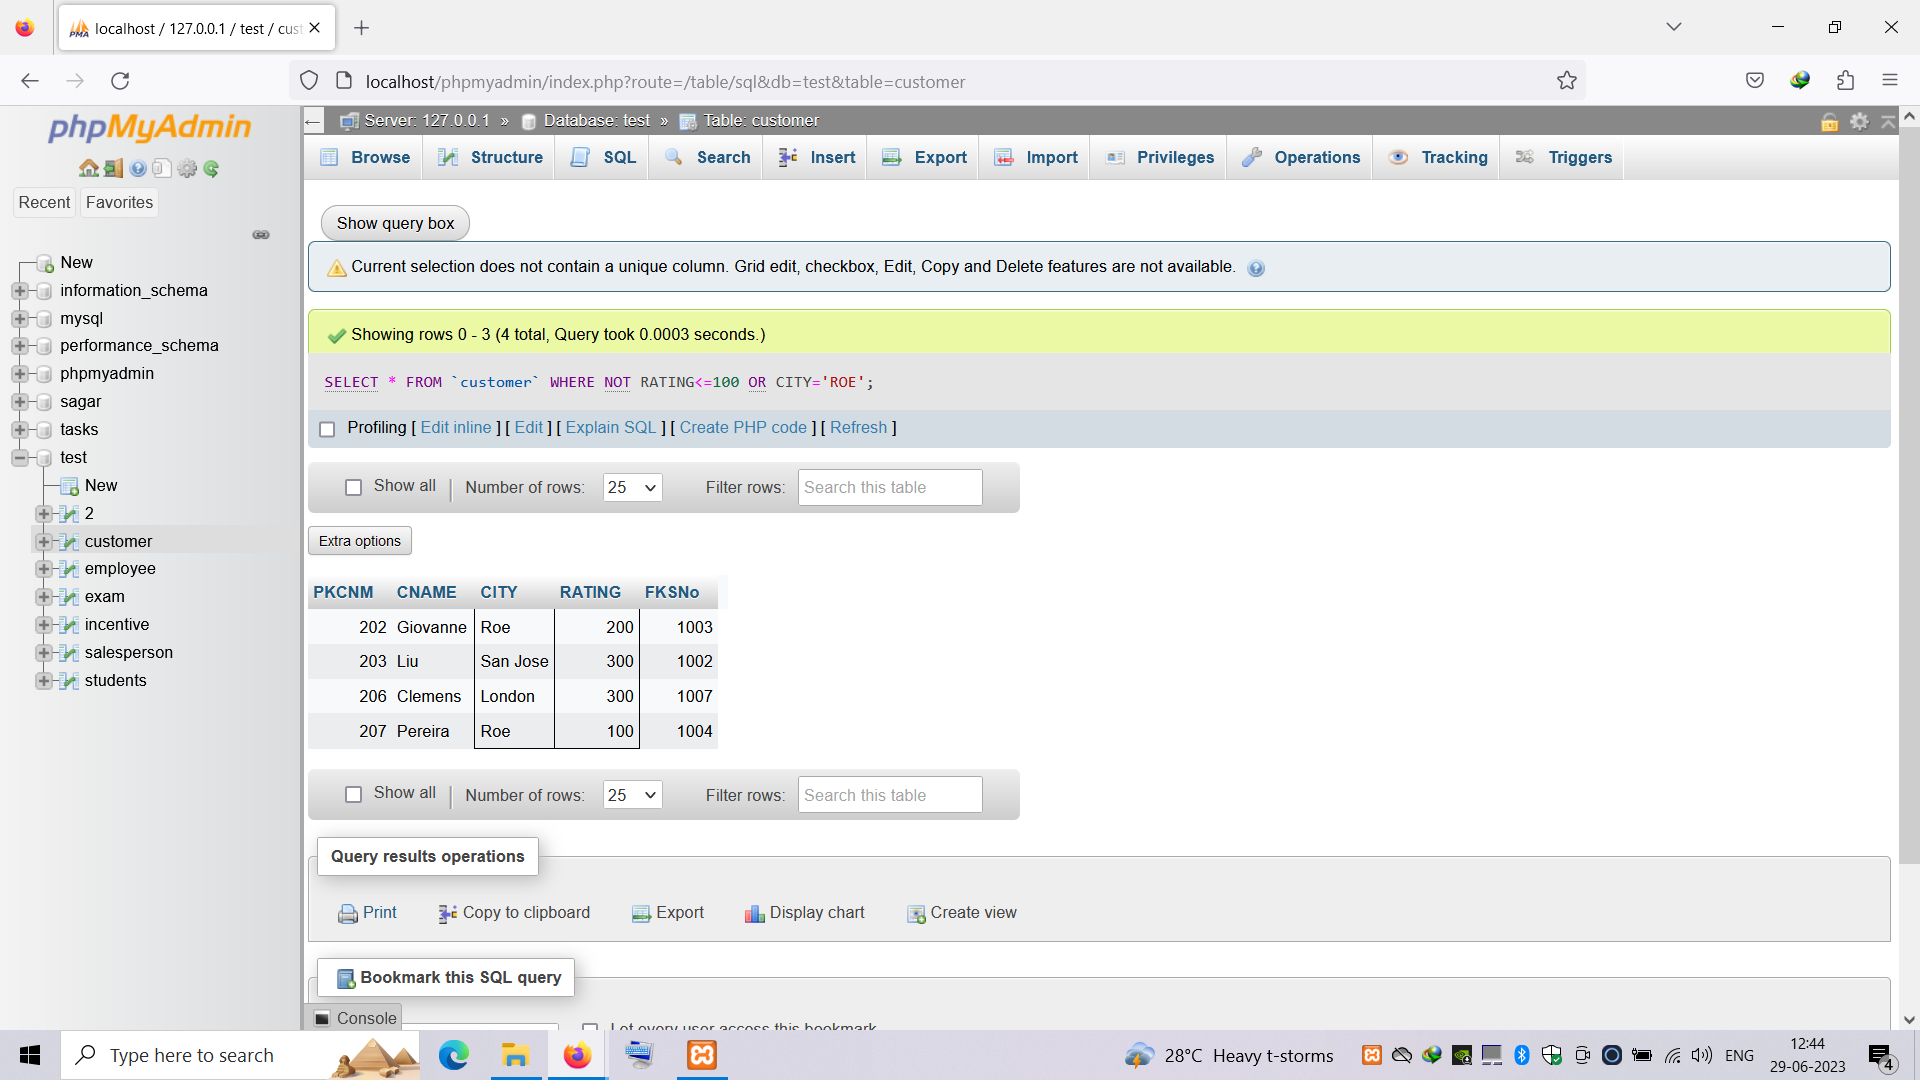 localhost / 127.0.0.1 / test / cust
localhost/phpmyadmin/index.php?route=/table/sql&db=test&table=customer
phpMyAdmin
Recent
Favorites
New
information_schema
mysql
performance_schema
phpmyadmin
sagar
tasks
test
New
2
customer
employee
exam
incentive
salesperson
students
Server: 127.0.0.1 » Database: test » Table: customer
Browse Structure SQL Search Insert Export Import Privileges Operations Tracking Triggers
Show query box
Current selection does not contain a unique column. Grid edit, checkbox, Edit, Copy and Delete features are not available.
Showing rows 0 - 3 (4 total, Query took 0.0003 seconds.)
SELECT * FROM `customer` WHERE NOT RATING<=100 OR CITY='ROE';
Profiling [ Edit inline ] [ Edit ] [ Explain SQL ] [ Create PHP code ] [ Refresh ]
Show all | Number of rows: 25 Filter rows: Search this table
Extra options
PKCNM CNAME CITY RATING FKSNo
202 Giovanne Roe 200 1003
203 Liu San Jose 300 1002
206 Clemens London 300 1007
207 Pereira Roe 100 1004
Show all | Number of rows: 25 Filter rows: Search this table
Query results operations
Print Copy to clipboard Export Display chart Create view
Bookmark this SQL query
Console
Let every user access this bookmark
Type here to search
28°C Heavy t-storms
ENG
12:44
29-06-2023
4